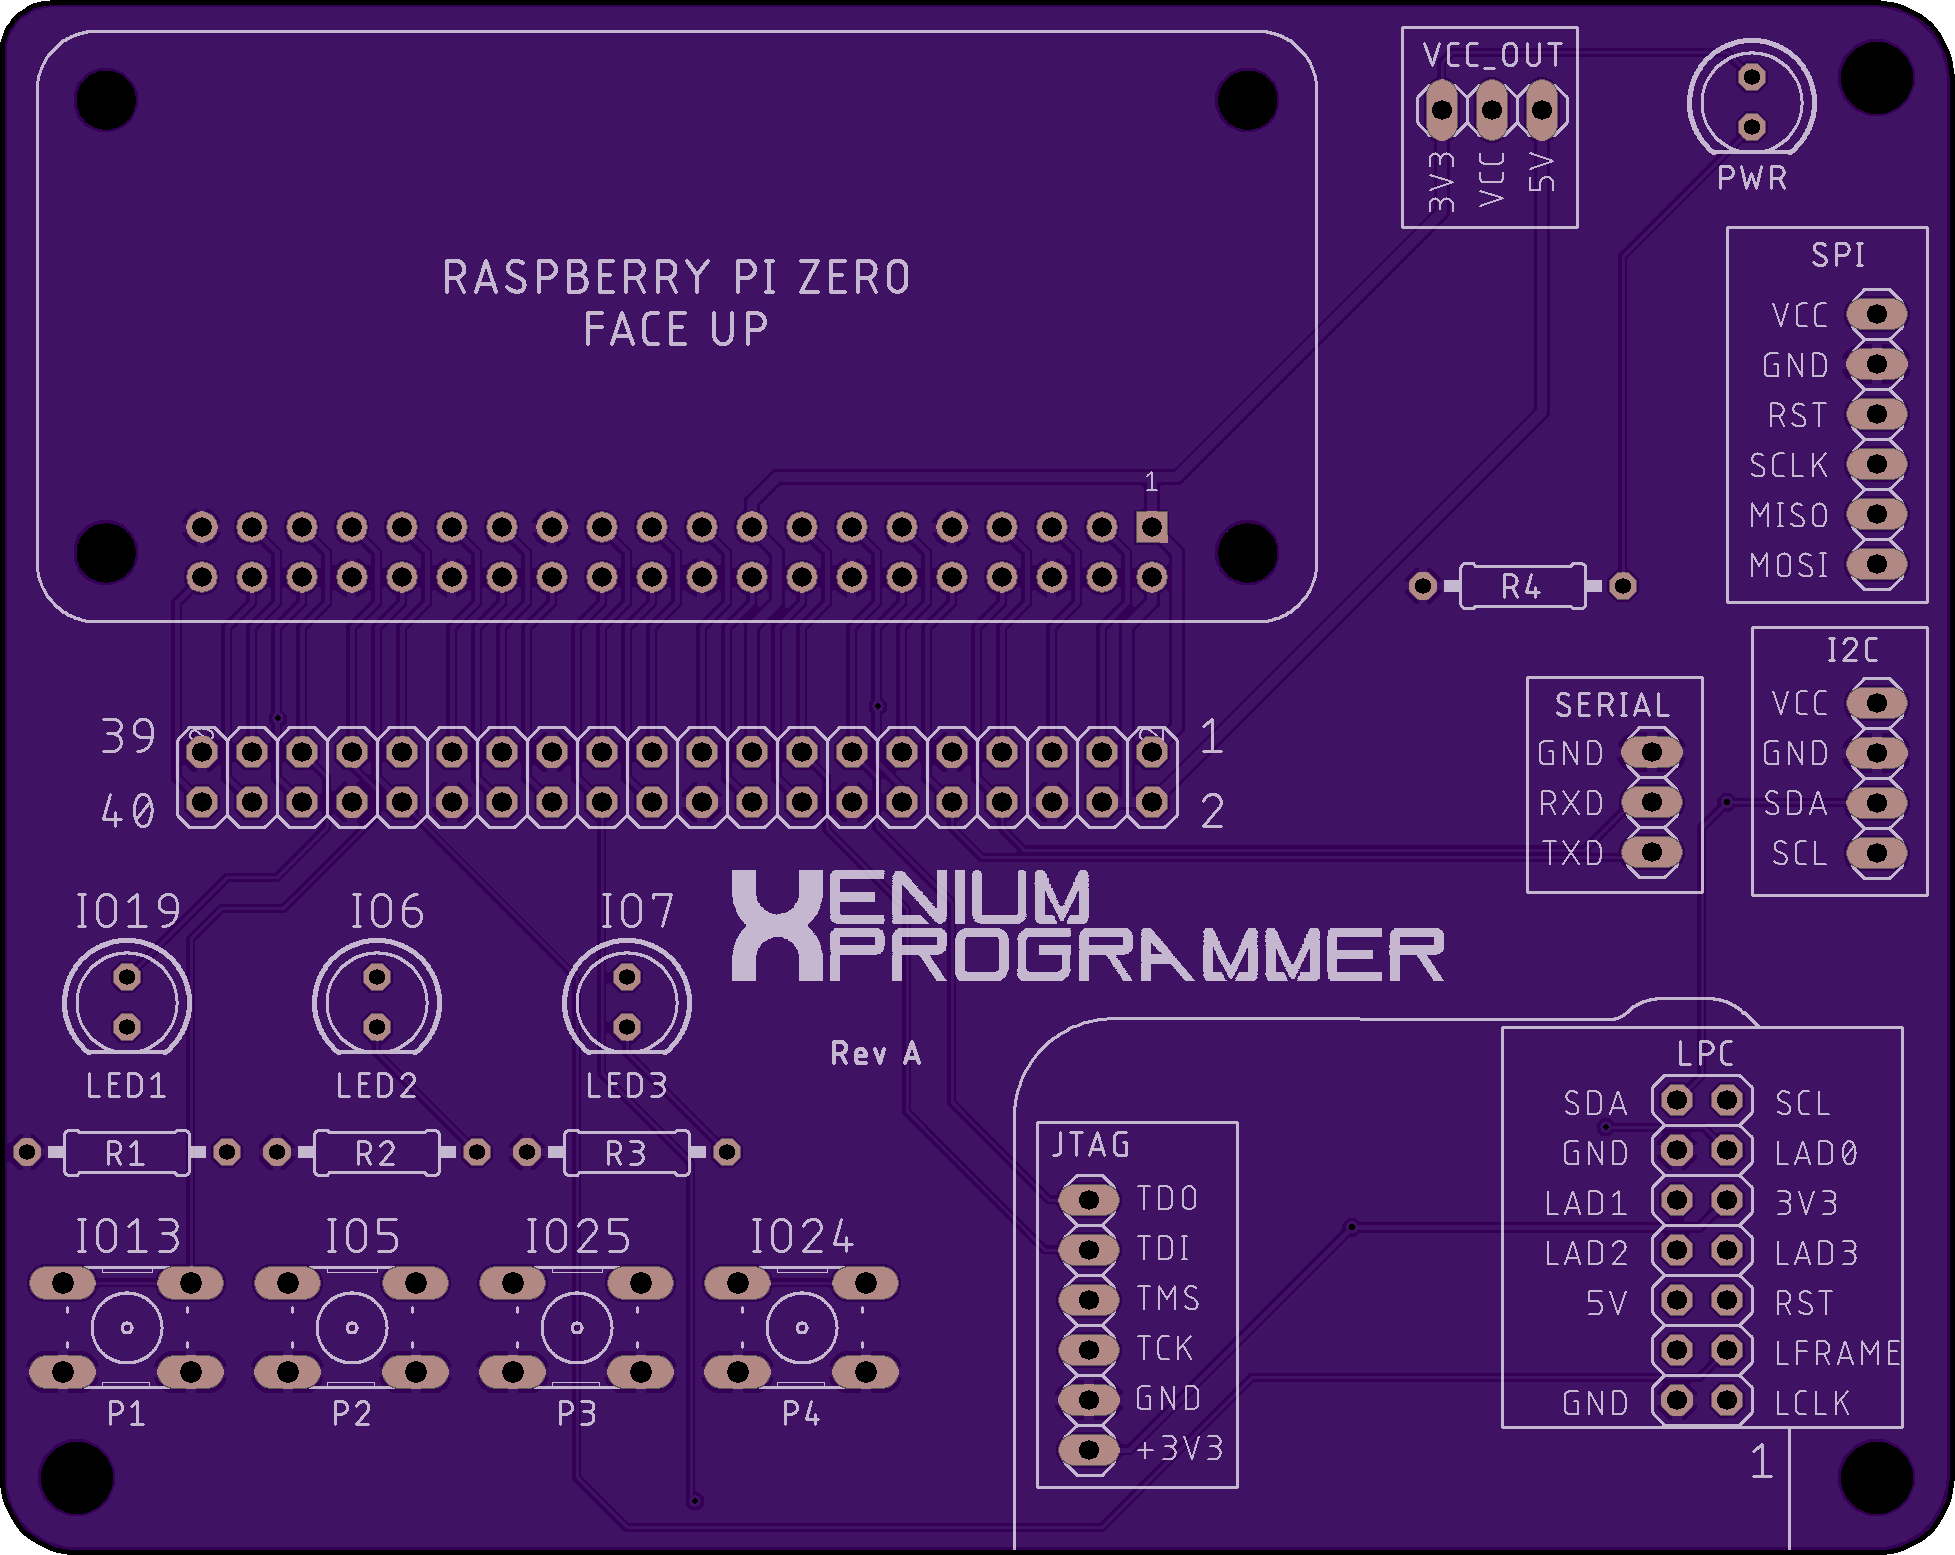 VCC_OUT
3V3
VCC
5V
PWR
RASPBERRY PI ZERO
FACE UP
1
SPI
VCC
GND
RST
SCLK
MISO
MOSI
R4
I2C
VCC
GND
SDA
SCL
SERIAL
GND
RXD
TXD
39
1
40
2
XENIUM
PROGRAMMER
Rev A
IO19
IO6
IO7
LED1
LED2
LED3
R1
R2
R3
IO13
IO5
IO25
IO24
P1
P2
P3
P4
JTAG
TDO
TDI
TMS
TCK
GND
+3V3
LPC
SDA SCL
GND LAD0
LAD1 3V3
LAD2 LAD3
5V RST
LFRAME
GND LCLK
1